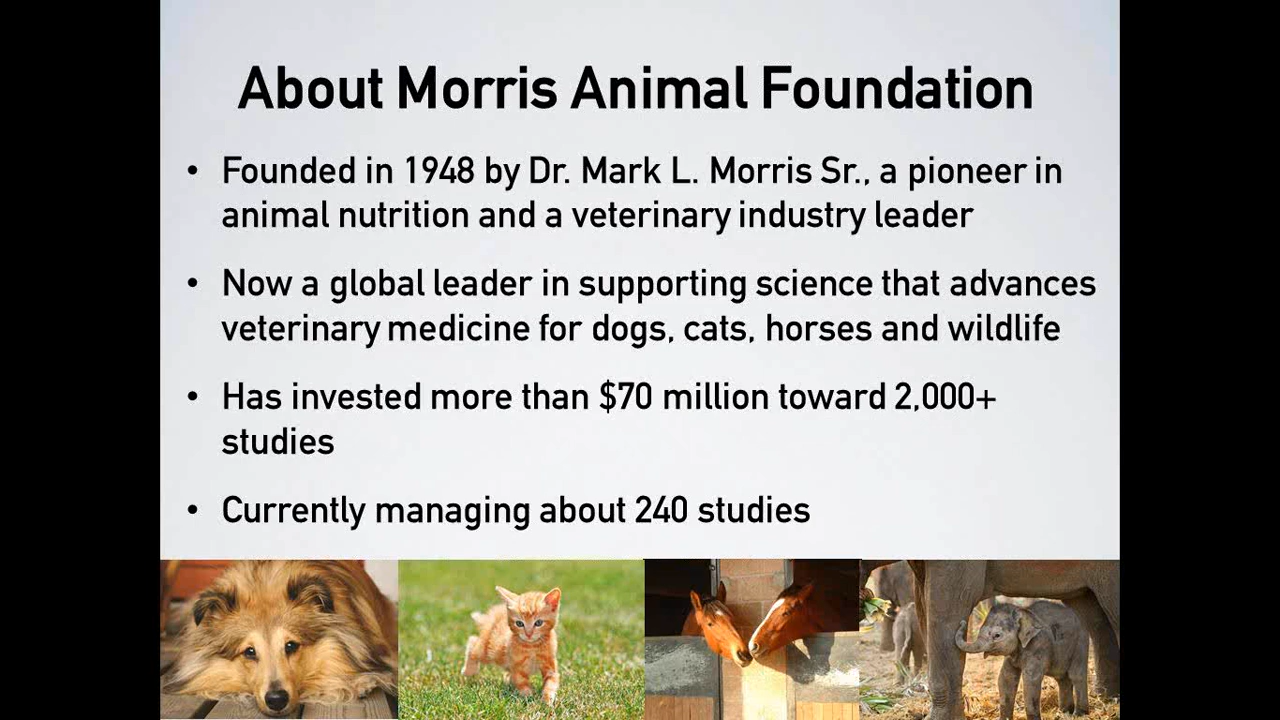 About Morris Animal Foundation
• Founded in 1948 by Dr. Mark L. Morris Sr., a pioneer in
animal nutrition and a veterinary industry leader
• Now a global leader in supporting science that advances
veterinary medicine for dogs, cats, horses and wildlife
• Has invested more than $70 million toward 2,000+
studies
• Currently managing about 240 studies